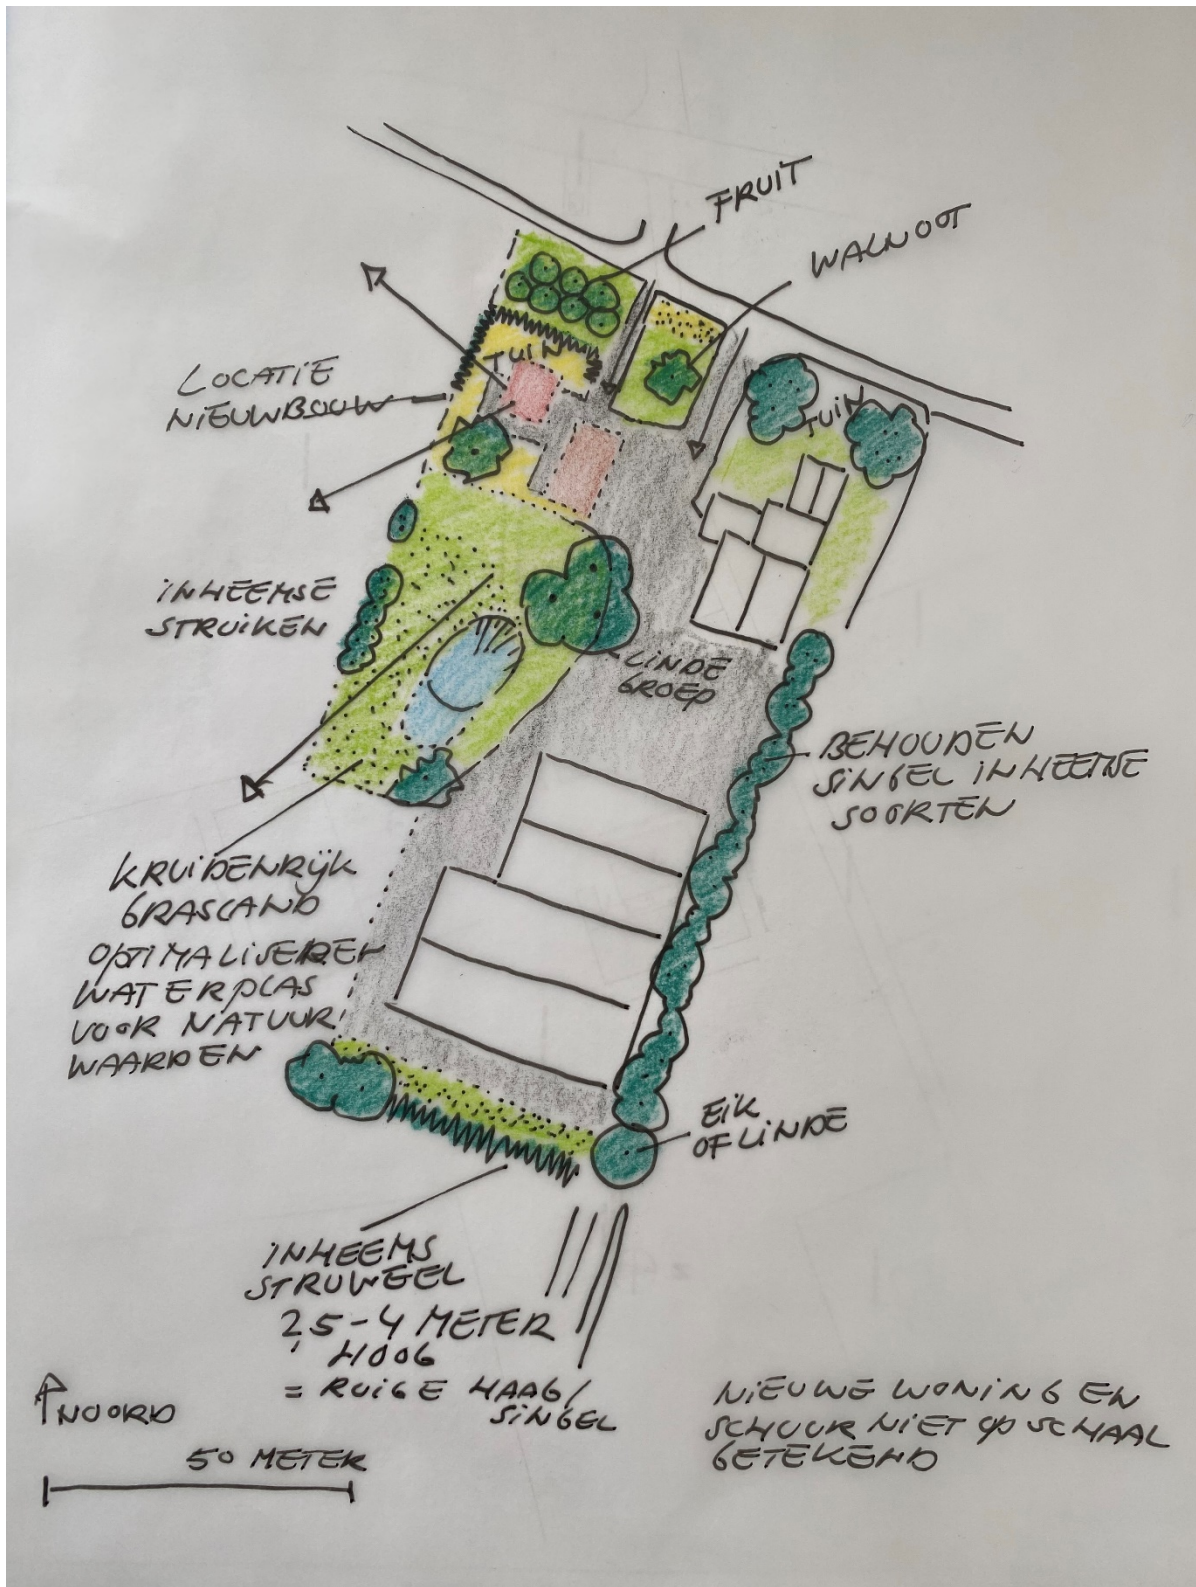 FRUIT
WALNOOT
TUIN
LOCATIE
NIEUWBOUW
TUIN
INHEEMSE
STRUIKEN
LINDE
GROEP
BEHOUDEN
SINGEL INHEEMSE
SOORTEN
KRUIDENRIJK
GRASLAND
OPTIMALISEREN
WATERPLAS
VOOR NATUUR
WAARDEN
EIK
OF LINDE
INHEEMS
STRUWEEL
2,5-4 METER
HOOG
= RUIGE HAAG/
SINGEL
NOORD
50 METER
NIEUWE WONING EN
SCHUUR NIET OP SCHAAL
GETEKEND